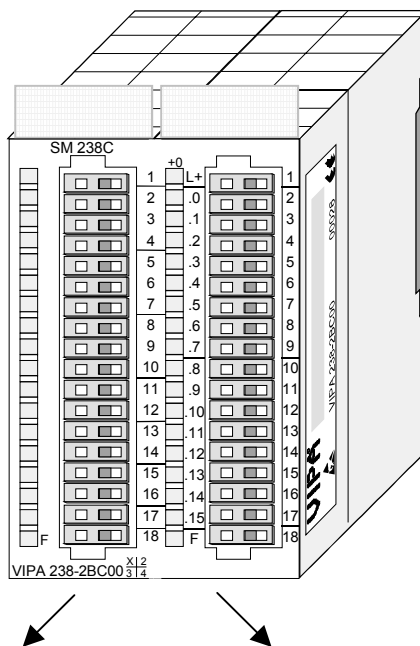 SM 238C
+0
1 L+ 1
2 .0 2
3 .1 3
4 .2 4
5 .3 5
6 .4 6
7 .5 7
8 .6 8
9 .7 9
10 .8 10
11 .9 11
12 .10 12
13 .11 13
14 .12 14
15 .13 15
16 .14 16
17 .15 17
F 18 F 18
VIPA 238-2BC00 X 2
3 4
VIPA
VIPA 238-2BC00
00028